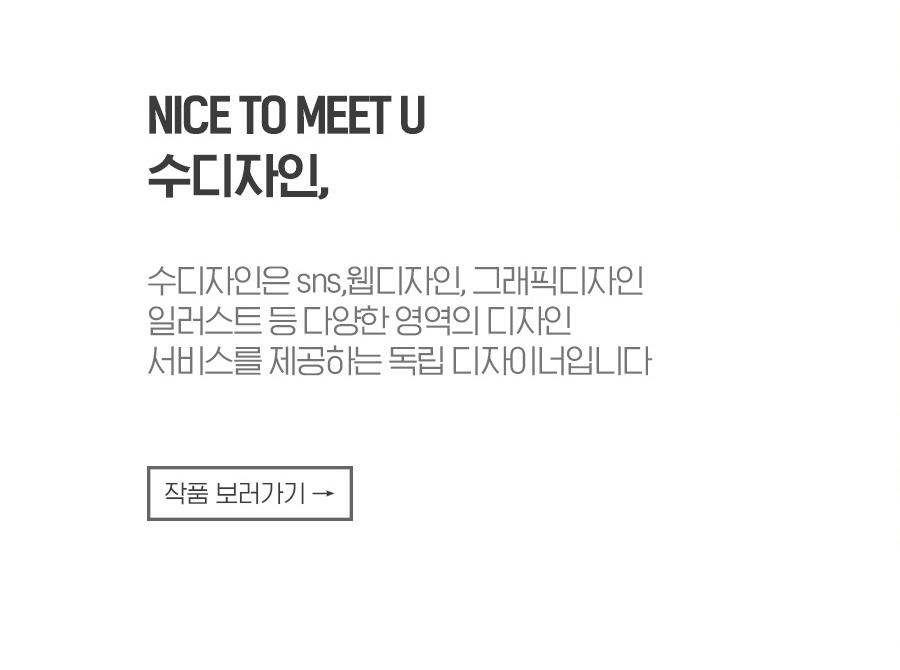 NICE TO MEET U
수디자인,
수디자인은 sns,웹디자인, 그래픽디자인
일러스트 등 다양한 영역의 디자인
서비스를 제공하는 독립 디자이너입니다
작품 보러가기 →